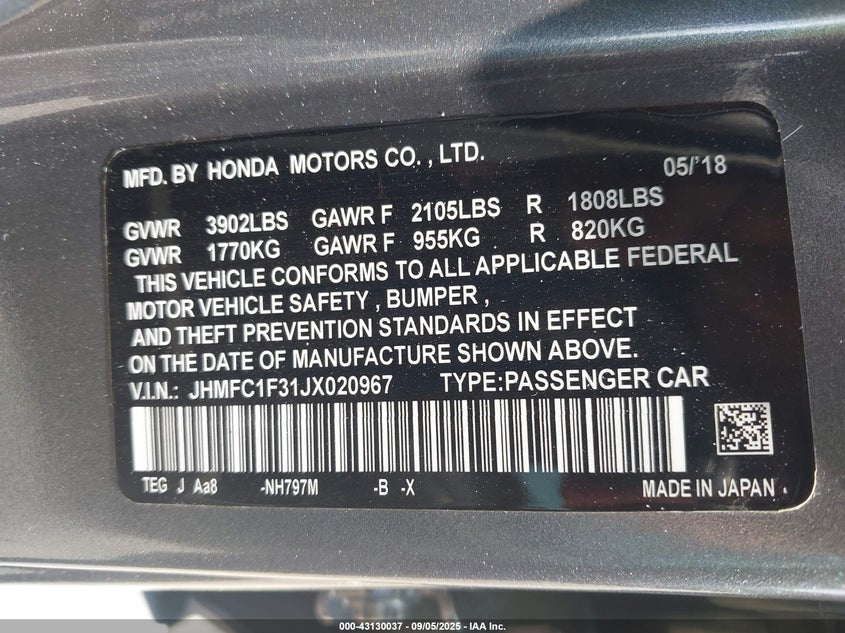 MFD. BY HONDA MOTORS CO. , LTD. 05/'18
GVWR 3902LBS GAWR F 2105LBS R 1808LBS
GVWR 1770KG GAWR F 955KG R 820KG
THIS VEHICLE CONFORMS TO ALL APPLICABLE FEDERAL
MOTOR VEHICLE SAFETY , BUMPER ,
AND THEFT PREVENTION STANDARDS IN EFFECT
ON THE DATE OF MANUFACTURE SHOWN ABOVE.
V.I.N.: JHMFC1F31JX020967 TYPE:PASSENGER CAR
TEG J Aa8 -NH797M -B -X MADE IN JAPAN
000-43130037 - 09/05/2025 - IAA Inc.